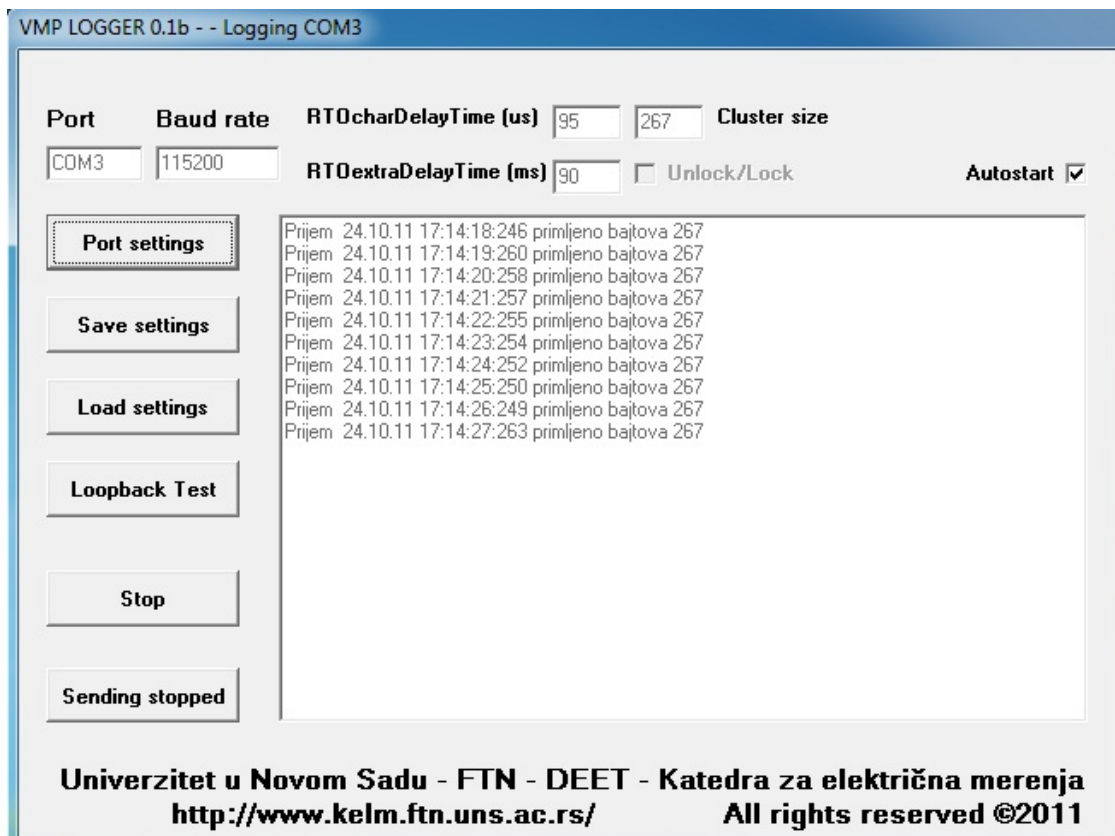 VMP LOGGER 0.1b - - Logging COM3
Port Baud rate RTOcharDelayTime (us) 95 267 Cluster size
COM3 115200 RTOextraDelayTime (ms) 90 Unlock/Lock Autostart
Port settings
Save settings
Load settings
Loopback Test
Stop
Sending stopped
Prijem 24.10.11 17:14:18:246 primljeno bajtova 267
Prijem 24.10.11 17:14:19:260 primljeno bajtova 267
Prijem 24.10.11 17:14:20:258 primljeno bajtova 267
Prijem 24.10.11 17:14:21:257 primljeno bajtova 267
Prijem 24.10.11 17:14:22:255 primljeno bajtova 267
Prijem 24.10.11 17:14:23:254 primljeno bajtova 267
Prijem 24.10.11 17:14:24:252 primljeno bajtova 267
Prijem 24.10.11 17:14:25:250 primljeno bajtova 267
Prijem 24.10.11 17:14:26:249 primljeno bajtova 267
Prijem 24.10.11 17:14:27:263 primljeno bajtova 267
Univerzitet u Novom Sadu - FTN - DEET - Katedra za električna merenja
http://www.kelm.ftn.uns.ac.rs/ All rights reserved ©2011